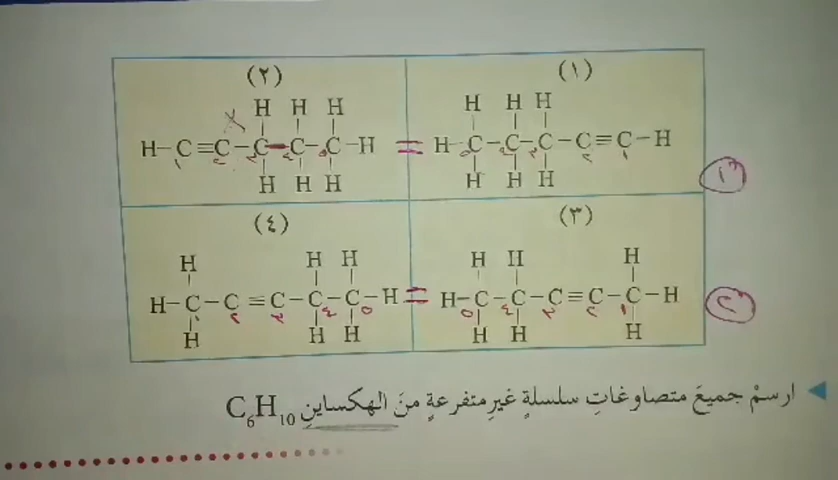 (١)
H H H
H-C-C-C-C≡C-H
H H H
(٢)
H H H
H-C≡C-C-C-C-H
H H H
(٣)
H H H
H-C-C-C≡C-C-H
H H H
(٤)
H H H
H-C-C≡C-C-C-H
H H H
ارسمْ جميعَ متصاوغاتِ سلسلةٍ غيرِ متفرعةٍ منَ الهكساينِ C₆H₁₀